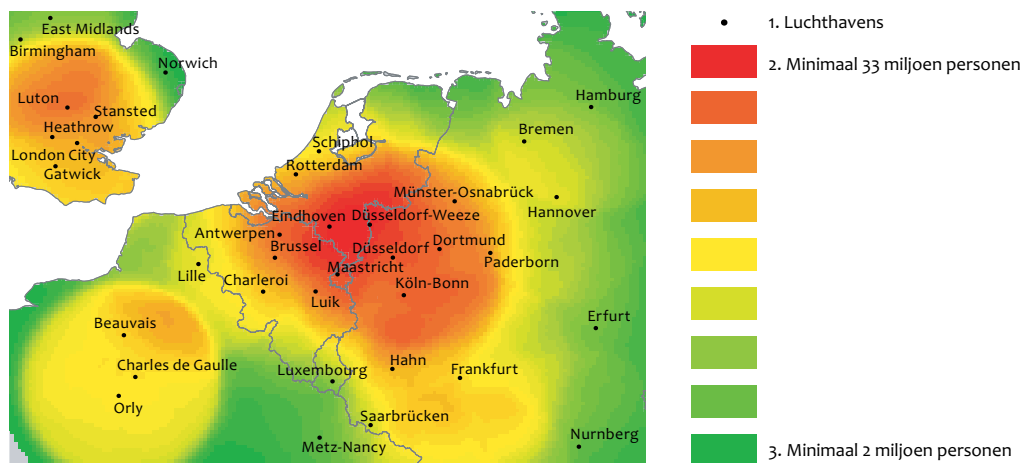 East Midlands
Birmingham
Norwich
Luton
Stansted
Heathrow
London City
Gatwick
Hamburg
Bremen
Schiphol
Rotterdam
Münster-Osnabrück
Hannover
Eindhoven
Düsseldorf-Weeze
Antwerpen
Brussel
Düsseldorf
Dortmund
Paderborn
Maastricht
Lille
Charleroi
Luik
Köln-Bonn
Beauvais
Erfurt
Charles de Gaulle
Hahn
Luxembourg
Frankfurt
Orly
Saarbrücken
Metz-Nancy
Nurnberg
1. Luchthavens
2. Minimaal 33 miljoen personen
3. Minimaal 2 miljoen personen